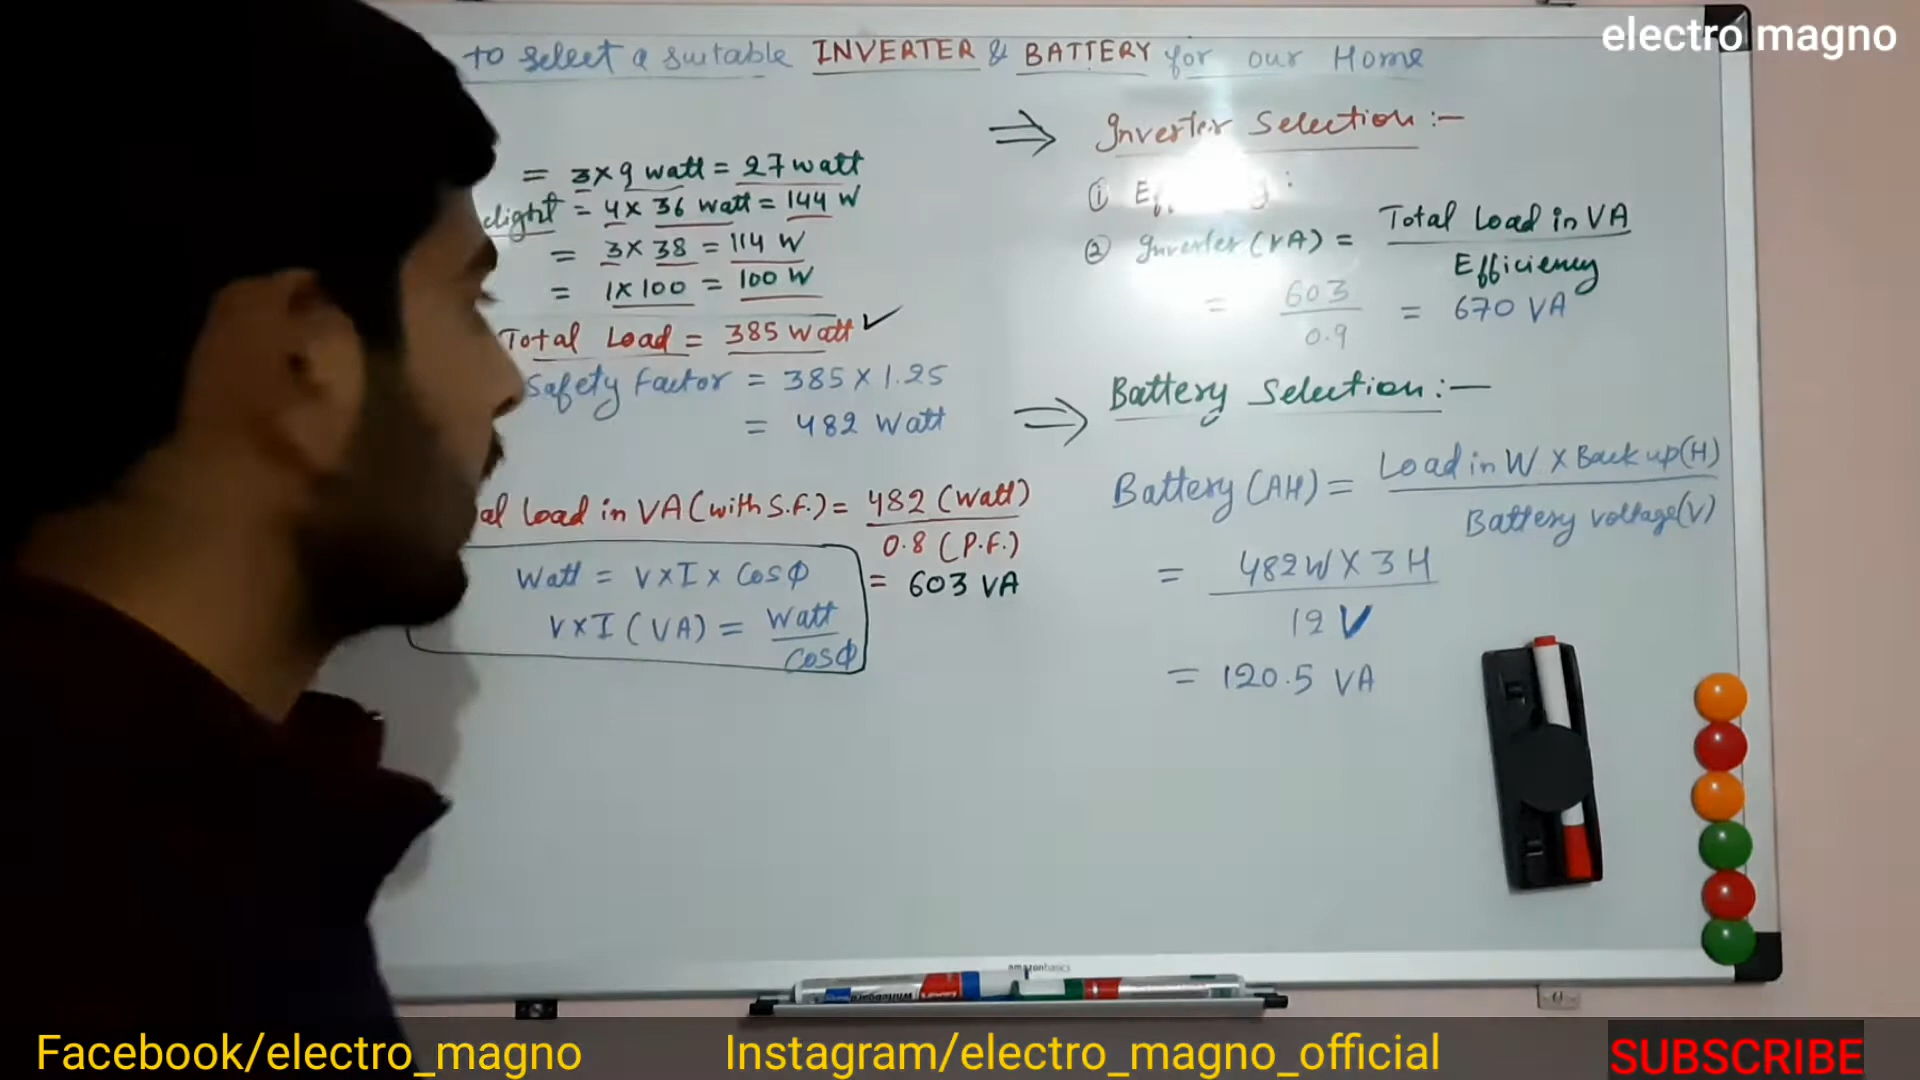 electro magno
to select a suitable INVERTER & BATTERY for our Home
= 3 x 9 watt = 27 watt
elight = 4 x 36 watt = 144 W
= 3 x 38 = 114 W
= 1 x 100 = 100 W
Total Load = 385 watt ✓
Safety Factor = 385 x 1.25
= 482 Watt
al load in VA (with S.F.) = 482 (Watt)
0.8 (P.F.)
= 603 VA
Watt = V x I x Cos Φ
V x I (VA) = Watt
Cos Φ
⇒ Inverter Selection :-
①
② Inverter (VA) = Total Load in VA
Efficiency
= 603 = 670 VA
0.9
⇒ Battery Selection :-
Battery (AH) = Load in W x Back up (H)
Battery voltage (V)
= 482 W X 3 H
12 V
= 120.5 VA
amazonbasics
Facebook/electro_magno
Instagram/electro_magno_official
SUBSCRIBE